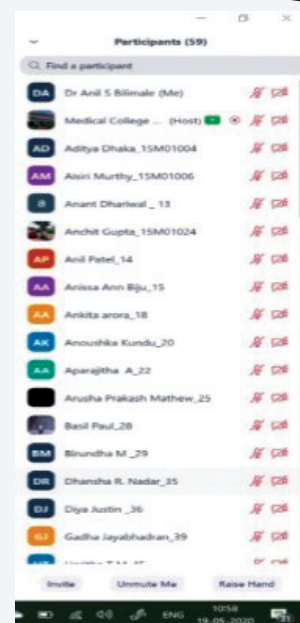 Participants (59)
Find a participant
DA Dr Anil S Bilimale (Me)
Medical College ... (Host)
AD Aditya Dhaka_15M01004
AM Aisiri Murthy_15M01006
a Anant Dhariwal _ 13
Anchit Gupta_15M01024
AP Anil Patel_14
AA Anissa Ann Biju_15
AA Ankita arora_18
AK Anoushka Kundu_20
AA Aparajitha A_22
Arusha Prakash Mathew_25
Basil Paul_28
BM Birundha M _29
DR Dhansha R. Nadar_35
DJ Diya Justin _36
GJ Gadha Jayabhadran_39
Invite Unmute Me Raise Hand
ENG 10:58
19-05-2020